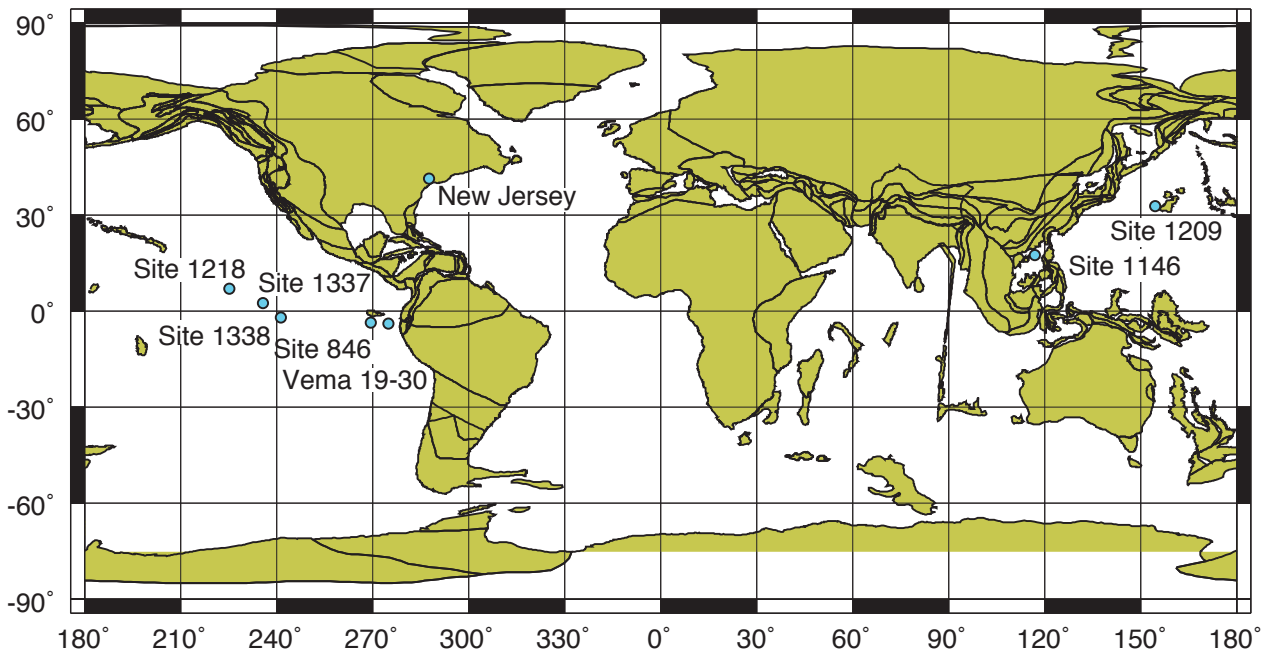 90°
60°
30°
0°
-30°
-60°
-90°
New Jersey
Site 1209
Site 1146
Site 1218
Site 1337
Site 1338
Site 846
Vema 19-30
180° 210° 240° 270° 300° 330° 0° 30° 60° 90° 120° 150° 180°